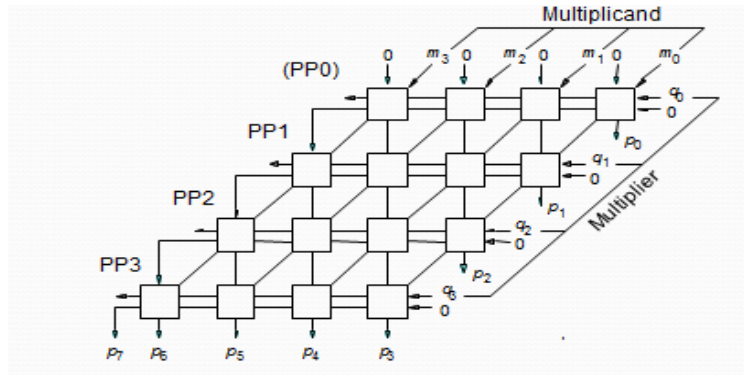 Multiplicand
0 m3 0 m2 0 m1 0 m0
(PP0)
q0
0
PP1
p0
q1
0
PP2
p1
Multiplier
q2
0
PP3
p2
q3
0
p7 p6 p5 p4 p3